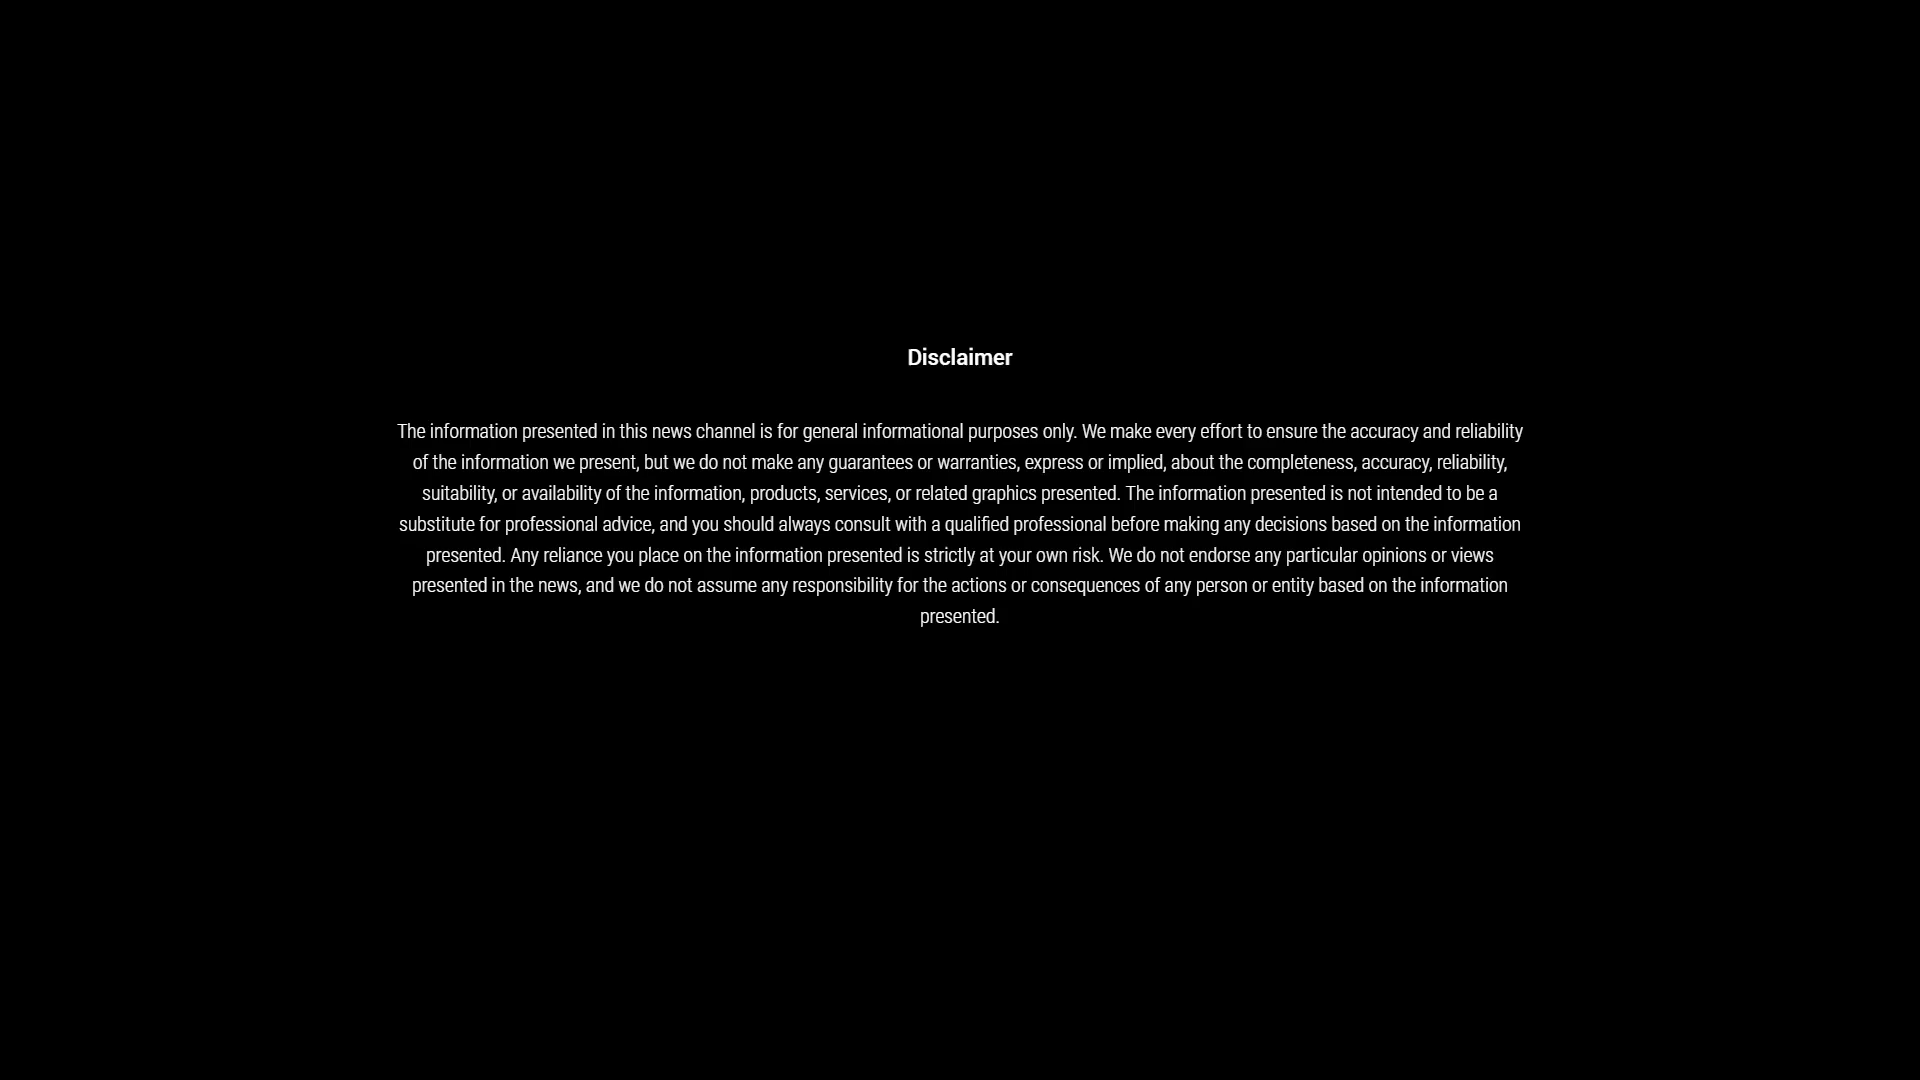 Disclaimer
The information presented in this news channel is for general informational purposes only. We make every effort to ensure the accuracy and reliability
of the information we present, but we do not make any guarantees or warranties, express or implied, about the completeness, accuracy, reliability,
suitability, or availability of the information, products, services, or related graphics presented. The information presented is not intended to be a
substitute for professional advice, and you should always consult with a qualified professional before making any decisions based on the information
presented. Any reliance you place on the information presented is strictly at your own risk. We do not endorse any particular opinions or views
presented in the news, and we do not assume any responsibility for the actions or consequences of any person or entity based on the information
presented.